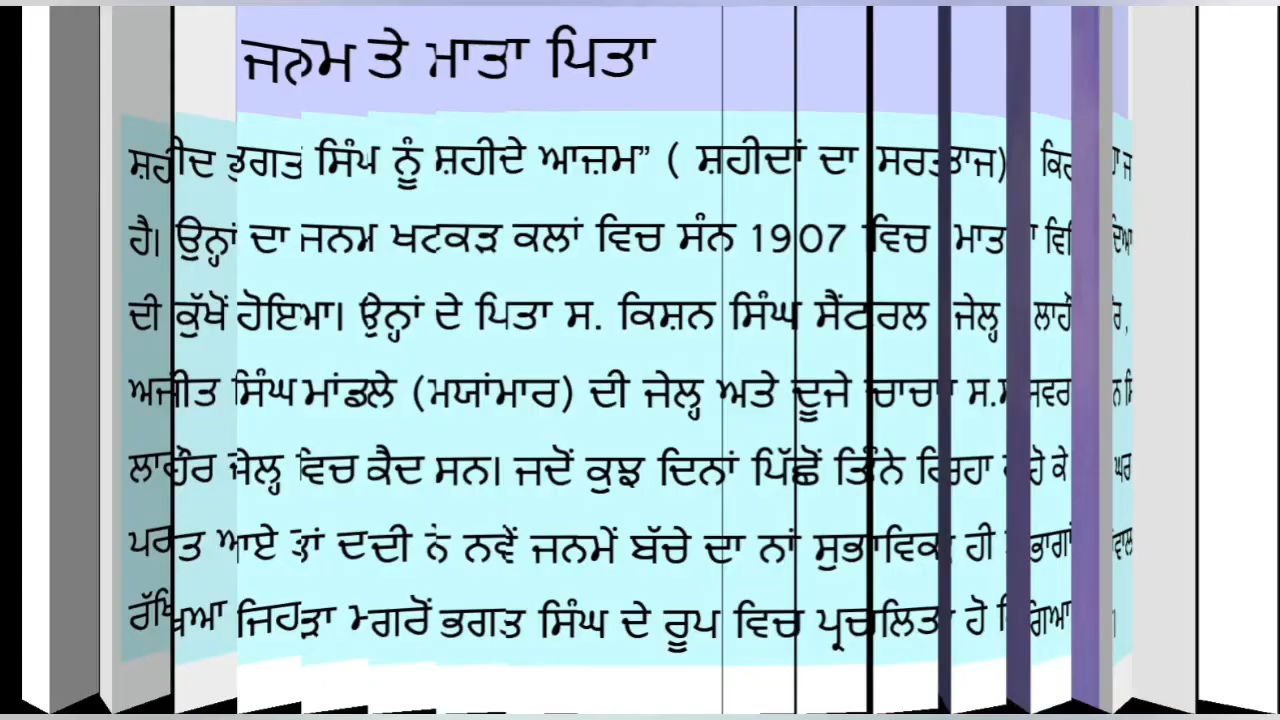 ਜਨਮ ਤੇ ਮਾਤਾ ਪਿਤਾ
ਸ਼ਹੀਦ ਭਗਤ ਸਿੰਘ ਨੂੰ ਸ਼ਹੀਦੇ ਆਜ਼ਮ” ( ਸ਼ਹੀਦਾਂ ਦਾ ਸਰਤਾਜ)
ਹੈ। ਉਨ੍ਹਾਂ ਦਾ ਜਨਮ ਖਟਕੜ ਕਲਾਂ ਵਿਚ ਸੰਨ 1907 ਵਿਚ ਮਾਤਾ
ਦੀ ਕੁੱਖੋਂ ਹੋਇਆ। ਉਨ੍ਹਾਂ ਦੇ ਪਿਤਾ ਸ. ਕਿਸ਼ਨ ਸਿੰਘ ਸੈਂਟਰਲ ਜੇਲ੍ਹ ਲਾਹੌਰ,
ਅਜੀਤ ਸਿੰਘ ਮਾਂਡਲੇ (ਮਯਾਂਮਾਰ) ਦੀ ਜੇਲ੍ਹ ਅਤੇ ਦੂਜੇ ਚਾਚਾ ਸ.
ਲਾਹੌਰ ਜੇਲ੍ਹ ਵਿਚ ਕੈਦ ਸਨ। ਜਦੋਂ ਕੁਝ ਦਿਨਾਂ ਪਿੱਛੋਂ ਤਿੰਨੇ ਰਿਹਾ ਹੋ ਕੇ ਘਰ
ਪਰਤ ਆਏ ਤਾਂ ਦਦੀ ਨੇ ਨਵੇਂ ਜਨਮੇਂ ਬੱਚੇ ਦਾ ਨਾਂ ਸੁਭਾਵਿਕ ਹੀ
ਰੱਖਿਆ ਜਿਹੜਾ ਮਗਰੋਂ ਭਗਤ ਸਿੰਘ ਦੇ ਰੂਪ ਵਿਚ ਪ੍ਰਚਲਿਤ ਹੋ ਗਿਆ।